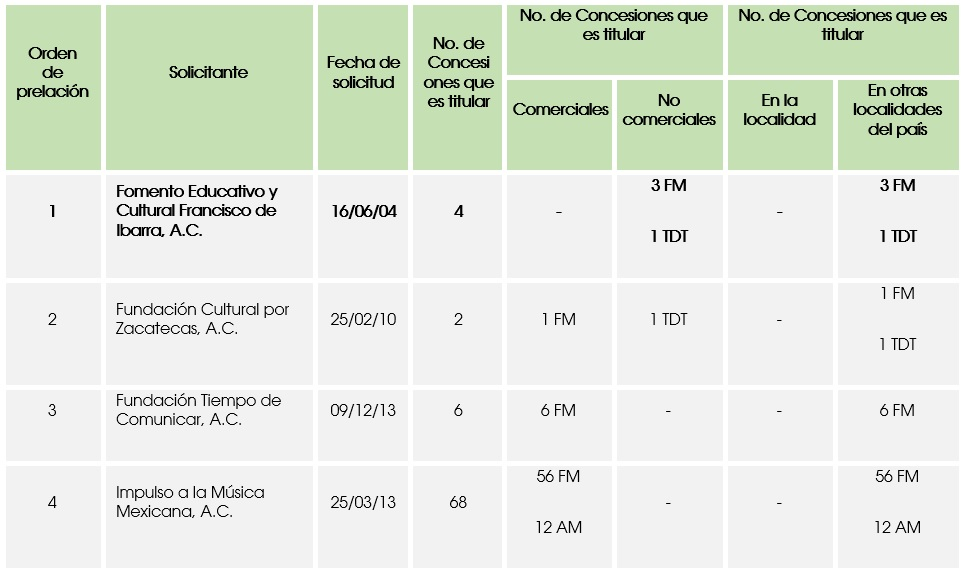 Orden
de
prelación
Solicitante
Fecha de
solicitud
No. de
Concesi
ones que
es titular
No. de Concesiones que
es titular
No. de Concesiones que es
titular
Comerciales
No
comerciales
En la
localidad
En otras
localidades
del país
1
Fomento Educativo y
Cultural Francisco de
Ibarra, A.C.
16/06/04
4
-
3 FM
1 TDT
-
3 FM
1 TDT
2
Fundación Cultural por
Zacatecas, A.C.
25/02/10
2
1 FM
1 TDT
-
1 FM
1 TDT
3
Fundación Tiempo de
Comunicar, A.C.
09/12/13
6
6 FM
-
-
6 FM
4
Impulso a la Música
Mexicana, A.C.
25/03/13
68
56 FM
12 AM
-
-
56 FM
12 AM